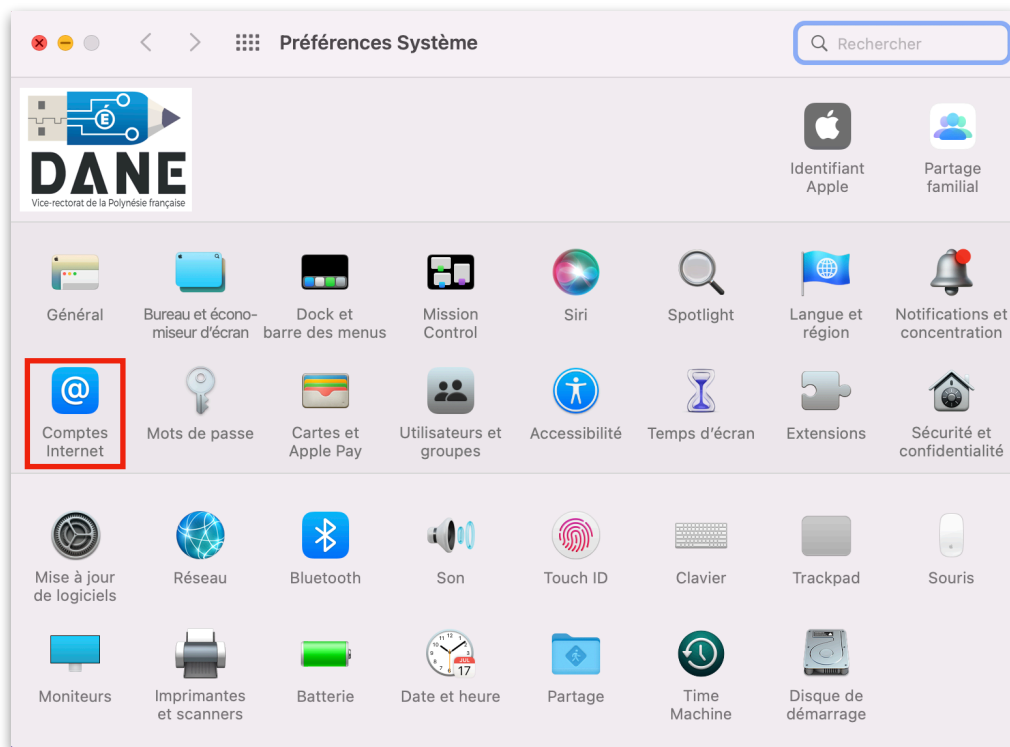 Préférences Système
Rechercher
É
DANE
Vice-rectorat de la Polynésie française
Identifiant
Apple
Partage
familial
Général
Bureau et écono-
miseur d'écran
Dock et
barre des menus
Mission
Control
Siri
Spotlight
Langue et
région
Notifications et
concentration
@
Comptes
Internet
Mots de passe
Cartes et
Apple Pay
Utilisateurs et
groupes
Accessibilité
Temps d'écran
Extensions
Sécurité et
confidentialité
Mise à jour
de logiciels
Réseau
Bluetooth
Son
Touch ID
Clavier
Trackpad
Souris
JUL
17
Moniteurs
Imprimantes
et scanners
Batterie
Date et heure
Partage
Time
Machine
Disque de
démarrage